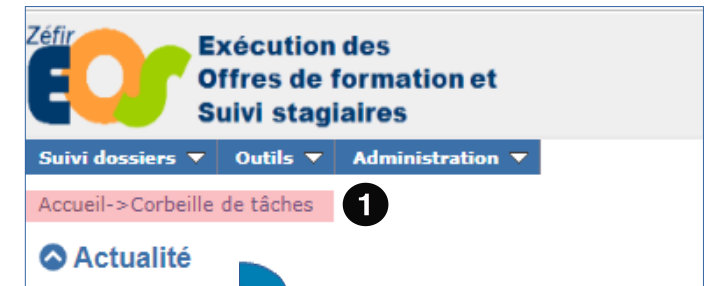 Zéfir
EOS
Exécution des
Offres de formation et
Suivi stagiaires
Suivi dossiers Outils Administration
Accueil->Corbeille de tâches 1
Actualité